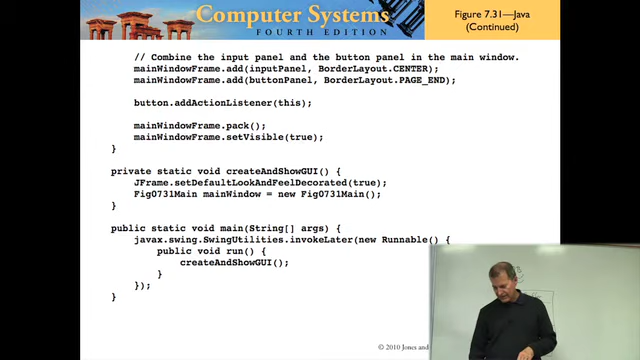 Computer Systems
FOURTH EDITION
Figure 7.31—Java
(Continued)
// Combine the input panel and the button panel in the main window.
mainWindowFrame.add(inputPanel, BorderLayout.CENTER);
mainWindowFrame.add(buttonPanel, BorderLayout.PAGE_END);
button.addActionListener(this);
mainWindowFrame.pack();
mainWindowFrame.setVisible(true);
}
private static void createAndShowGUI() {
JFrame.setDefaultLookAndFeelDecorated(true);
Fig0731Main mainWindow = new Fig0731Main();
}
public static void main(String[] args) {
javax.swing.SwingUtilities.invokeLater(new Runnable() {
public void run() {
createAndShowGUI();
}
});
}
© 2010 Jones and